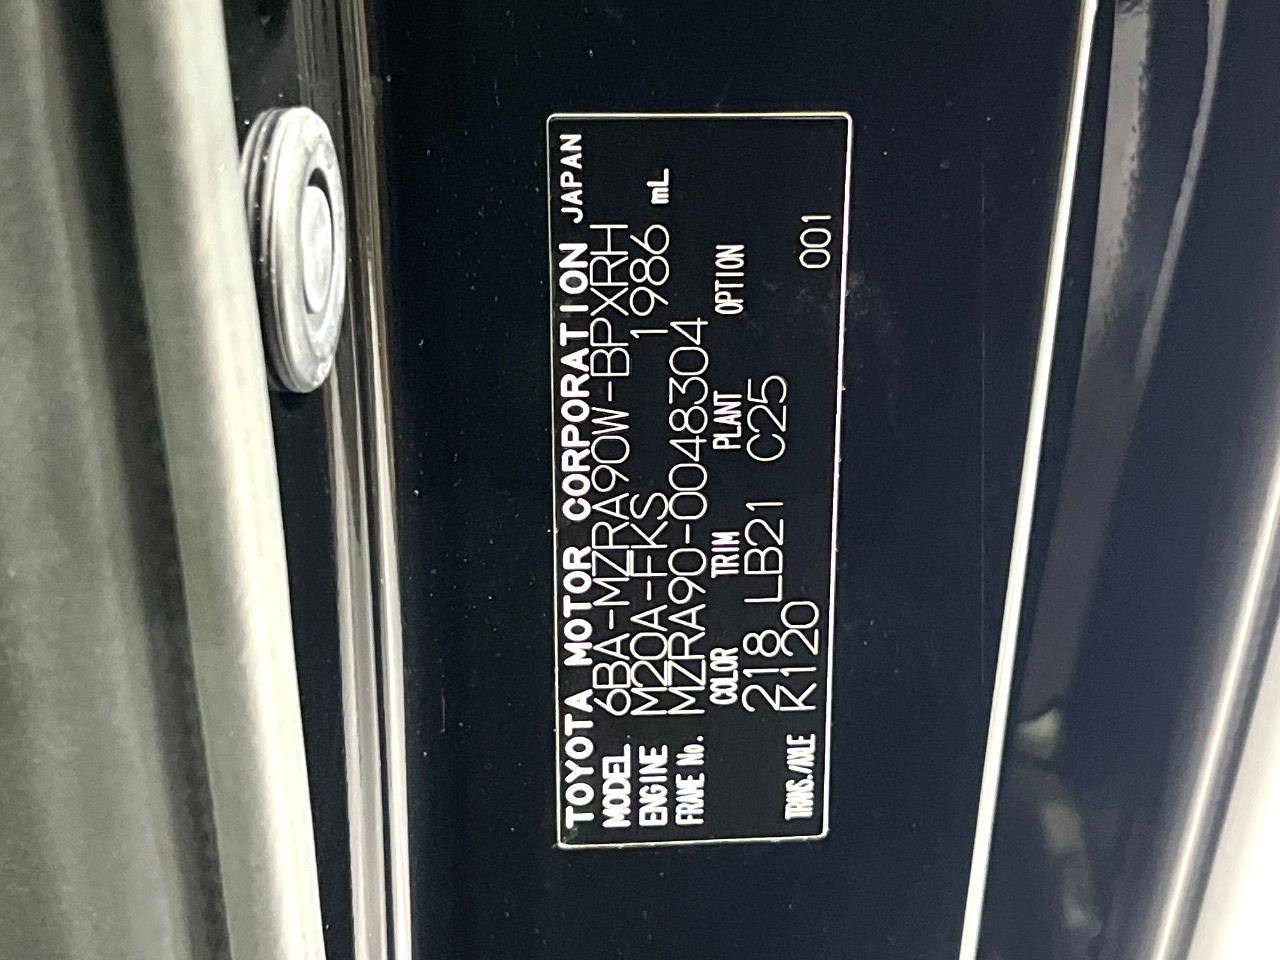 TOYOTA MOTOR CORPORATION JAPAN
MODEL 6BA-MZRA90W-BPXRH
ENGINE M20A-FKS 1986 mL
FRAME No. MZRA90-0048304
COLOR TRIM PLANT OPTION
218 LB21 C25
TRANS./AXLE K120 001